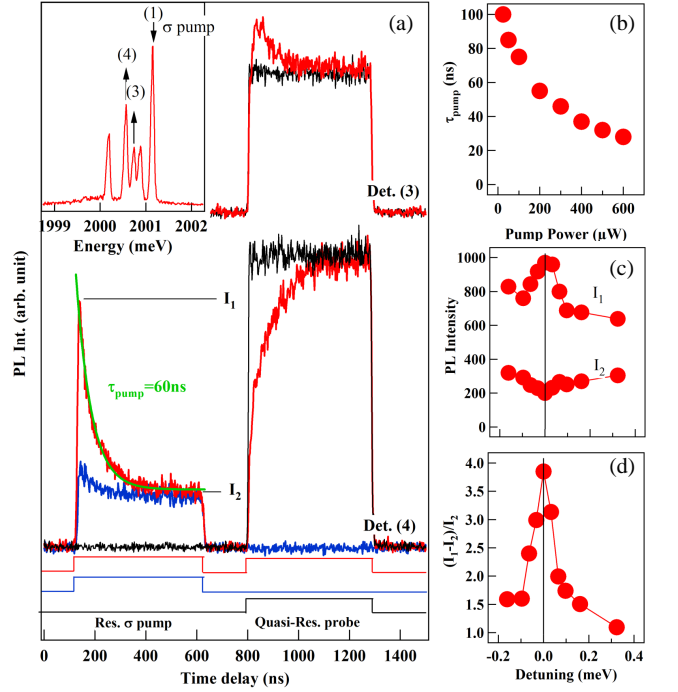 (a)
(1)
σ pump
(4)
(3)
1999 2000 2001 2002
Energy (meV)
Det. (3)
PL Int. (arb. unit)
I1
τpump=60ns
I2
Det. (4)
Res. σ pump
Quasi-Res. probe
0 200 400 600 800 1000 1200 1400
Time delay (ns)
(b)
100
80
60
40
20
0
τpump (ns)
0 200 400 600
Pump Power (µW)
(c)
1000
800
600
400
200
0
PL Intensity
I1
I2
(d)
4.0
3.5
3.0
2.5
2.0
1.5
1.0
(I1-I2)/I2
-0.2 0.0 0.2 0.4
Detuning (meV)